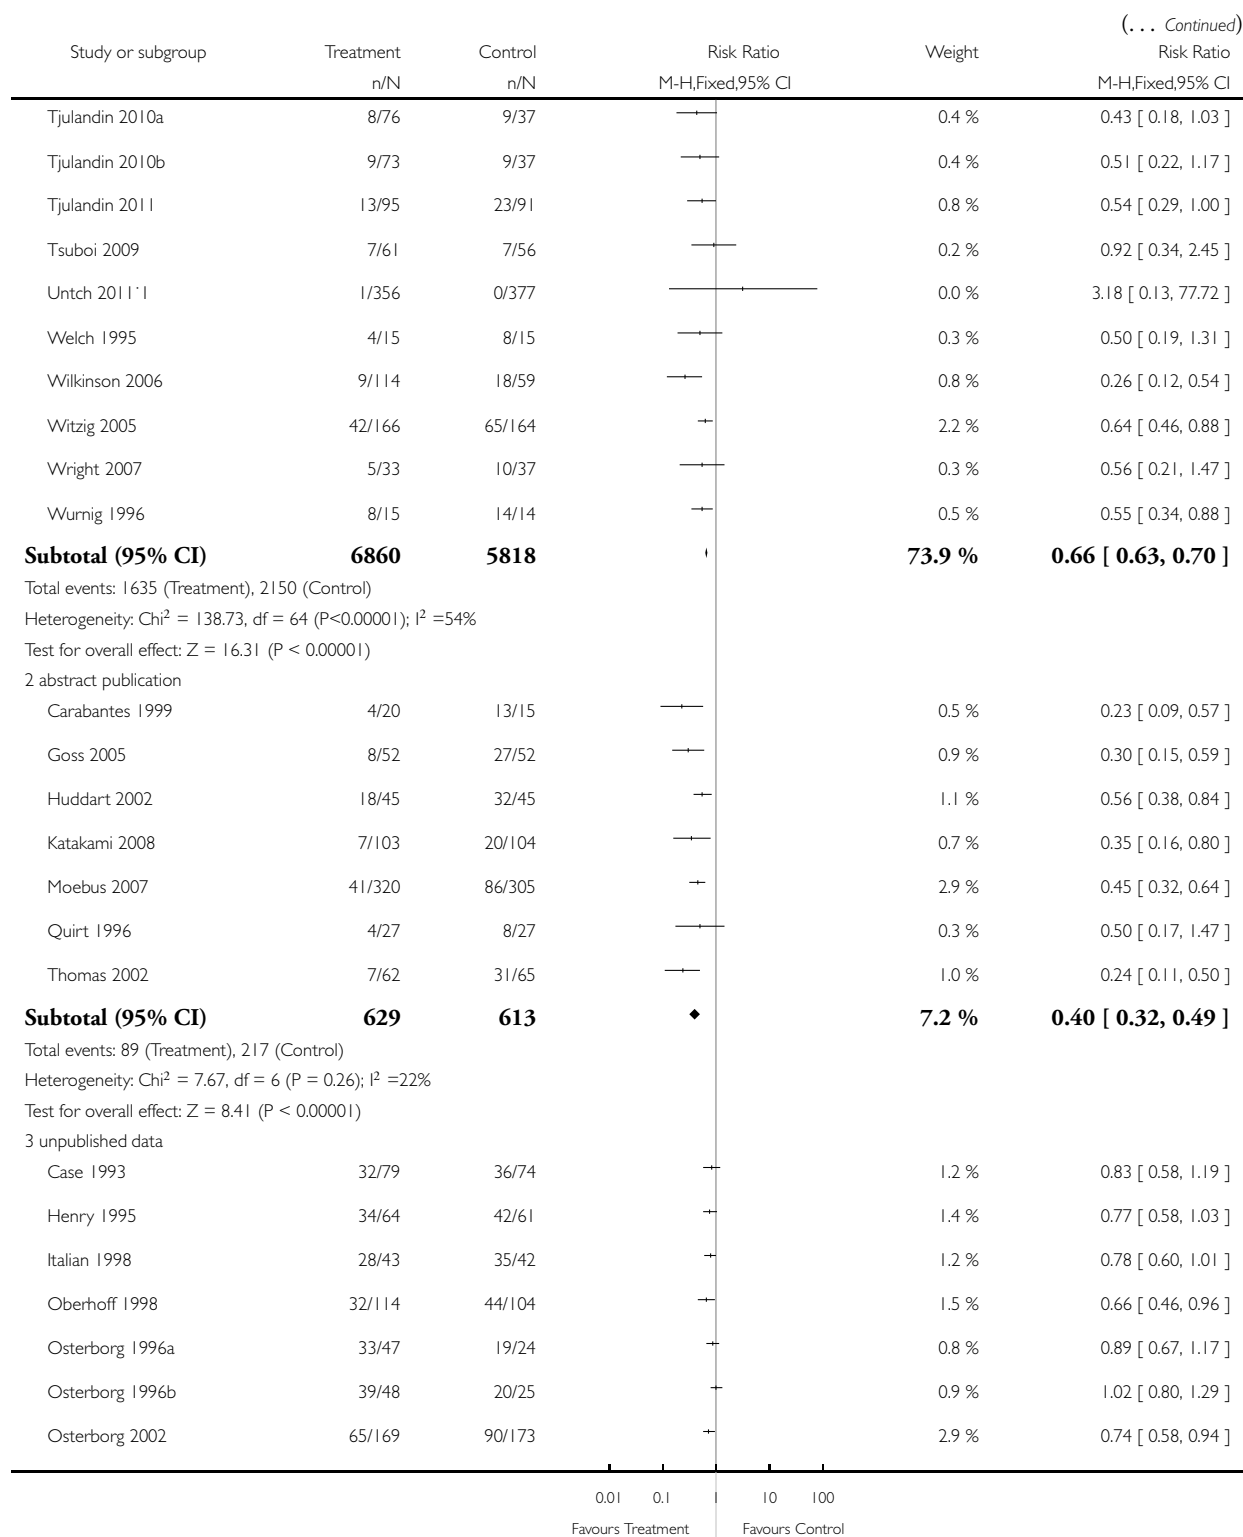 (... Continued)
Study or subgroup Treatment Control Risk Ratio Weight Risk Ratio
n/N n/N M-H,Fixed,95% CI M-H,Fixed,95% CI
Tjulandin 2010a 8/76 9/37 0.4 % 0.43 [ 0.18, 1.03 ]
Tjulandin 2010b 9/73 9/37 0.4 % 0.51 [ 0.22, 1.17 ]
Tjulandin 2011 13/95 23/91 0.8 % 0.54 [ 0.29, 1.00 ]
Tsuboi 2009 7/61 7/56 0.2 % 0.92 [ 0.34, 2.45 ]
Untch 2011˙1 1/356 0/377 0.0 % 3.18 [ 0.13, 77.72 ]
Welch 1995 4/15 8/15 0.3 % 0.50 [ 0.19, 1.31 ]
Wilkinson 2006 9/114 18/59 0.8 % 0.26 [ 0.12, 0.54 ]
Witzig 2005 42/166 65/164 2.2 % 0.64 [ 0.46, 0.88 ]
Wright 2007 5/33 10/37 0.3 % 0.56 [ 0.21, 1.47 ]
Wurnig 1996 8/15 14/14 0.5 % 0.55 [ 0.34, 0.88 ]
Subtotal (95% CI) 6860 5818 73.9 % 0.66 [ 0.63, 0.70 ]
Total events: 1635 (Treatment), 2150 (Control)
Heterogeneity: Chi² = 138.73, df = 64 (P<0.00001); I² =54%
Test for overall effect: Z = 16.31 (P < 0.00001)
2 abstract publication
Carabantes 1999 4/20 13/15 0.5 % 0.23 [ 0.09, 0.57 ]
Goss 2005 8/52 27/52 0.9 % 0.30 [ 0.15, 0.59 ]
Huddart 2002 18/45 32/45 1.1 % 0.56 [ 0.38, 0.84 ]
Katakami 2008 7/103 20/104 0.7 % 0.35 [ 0.16, 0.80 ]
Moebus 2007 41/320 86/305 2.9 % 0.45 [ 0.32, 0.64 ]
Quirt 1996 4/27 8/27 0.3 % 0.50 [ 0.17, 1.47 ]
Thomas 2002 7/62 31/65 1.0 % 0.24 [ 0.11, 0.50 ]
Subtotal (95% CI) 629 613 7.2 % 0.40 [ 0.32, 0.49 ]
Total events: 89 (Treatment), 217 (Control)
Heterogeneity: Chi² = 7.67, df = 6 (P = 0.26); I² =22%
Test for overall effect: Z = 8.41 (P < 0.00001)
3 unpublished data
Case 1993 32/79 36/74 1.2 % 0.83 [ 0.58, 1.19 ]
Henry 1995 34/64 42/61 1.4 % 0.77 [ 0.58, 1.03 ]
Italian 1998 28/43 35/42 1.2 % 0.78 [ 0.60, 1.01 ]
Oberhoff 1998 32/114 44/104 1.5 % 0.66 [ 0.46, 0.96 ]
Osterborg 1996a 33/47 19/24 0.8 % 0.89 [ 0.67, 1.17 ]
Osterborg 1996b 39/48 20/25 0.9 % 1.02 [ 0.80, 1.29 ]
Osterborg 2002 65/169 90/173 2.9 % 0.74 [ 0.58, 0.94 ]
0.01 0.1 1 10 100
Favours Treatment Favours Control